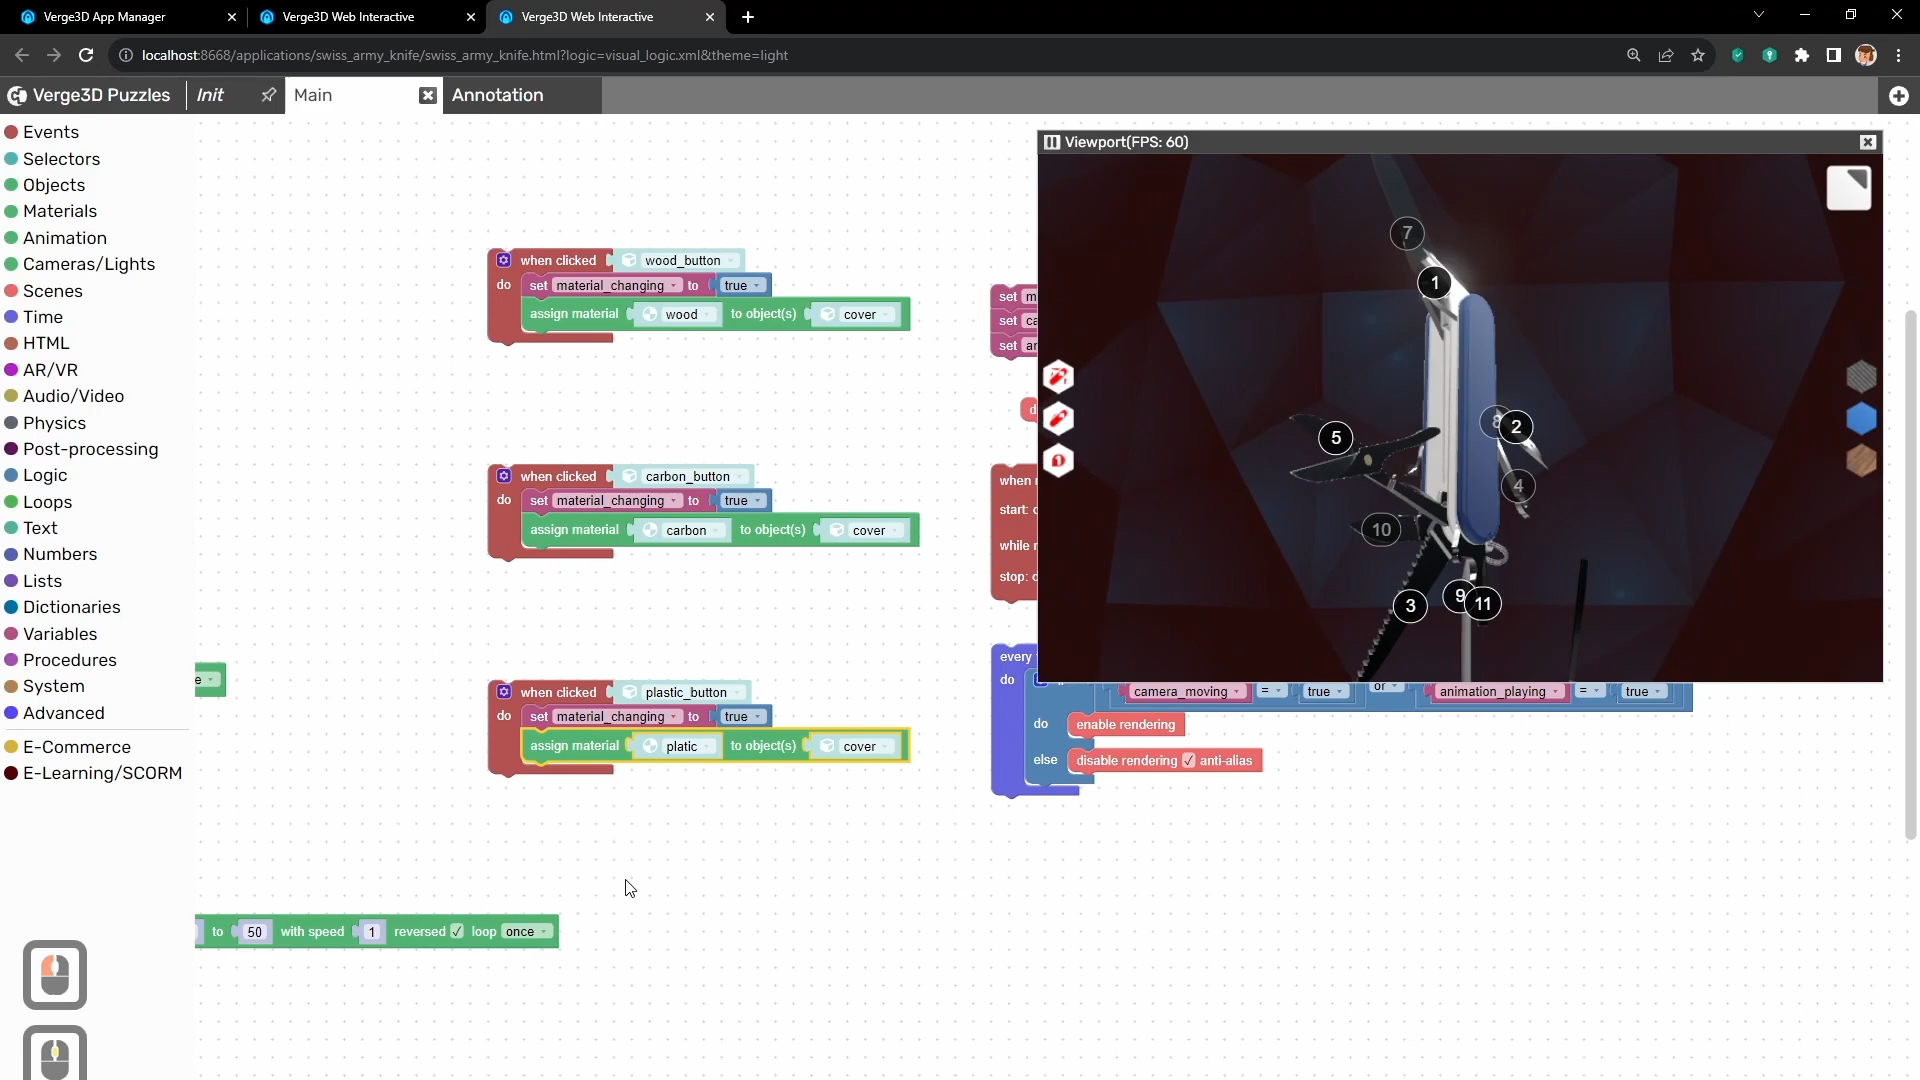 Verge3D App Manager
Verge3D Web Interactive
Verge3D Web Interactive
localhost:8668/applications/swiss_army_knife/swiss_army_knife.html?logic=visual_logic.xml&theme=light
Verge3D Puzzles
Init
Main
Annotation
Events
Selectors
Objects
Materials
Animation
Cameras/Lights
Scenes
Time
HTML
AR/VR
Audio/Video
Physics
Post-processing
Logic
Loops
Text
Numbers
Lists
Dictionaries
Variables
Procedures
System
Advanced
E-Commerce
E-Learning/SCORM
when clicked wood_button
do set material_changing to true
assign material wood to object(s) cover
when clicked carbon_button
do set material_changing to true
assign material carbon to object(s) cover
when clicked plastic_button
do set material_changing to true
assign material platic to object(s) cover
e
to 50 with speed 1 reversed ✓ loop once
set m
set ca
set an
d
when
start: d
while
stop: d
every
do
camera_moving = true or animation_playing = true
do enable rendering
else disable rendering ✓ anti-alias
Viewport(FPS: 60)
7
1
5
8
2
4
10
3
9
11